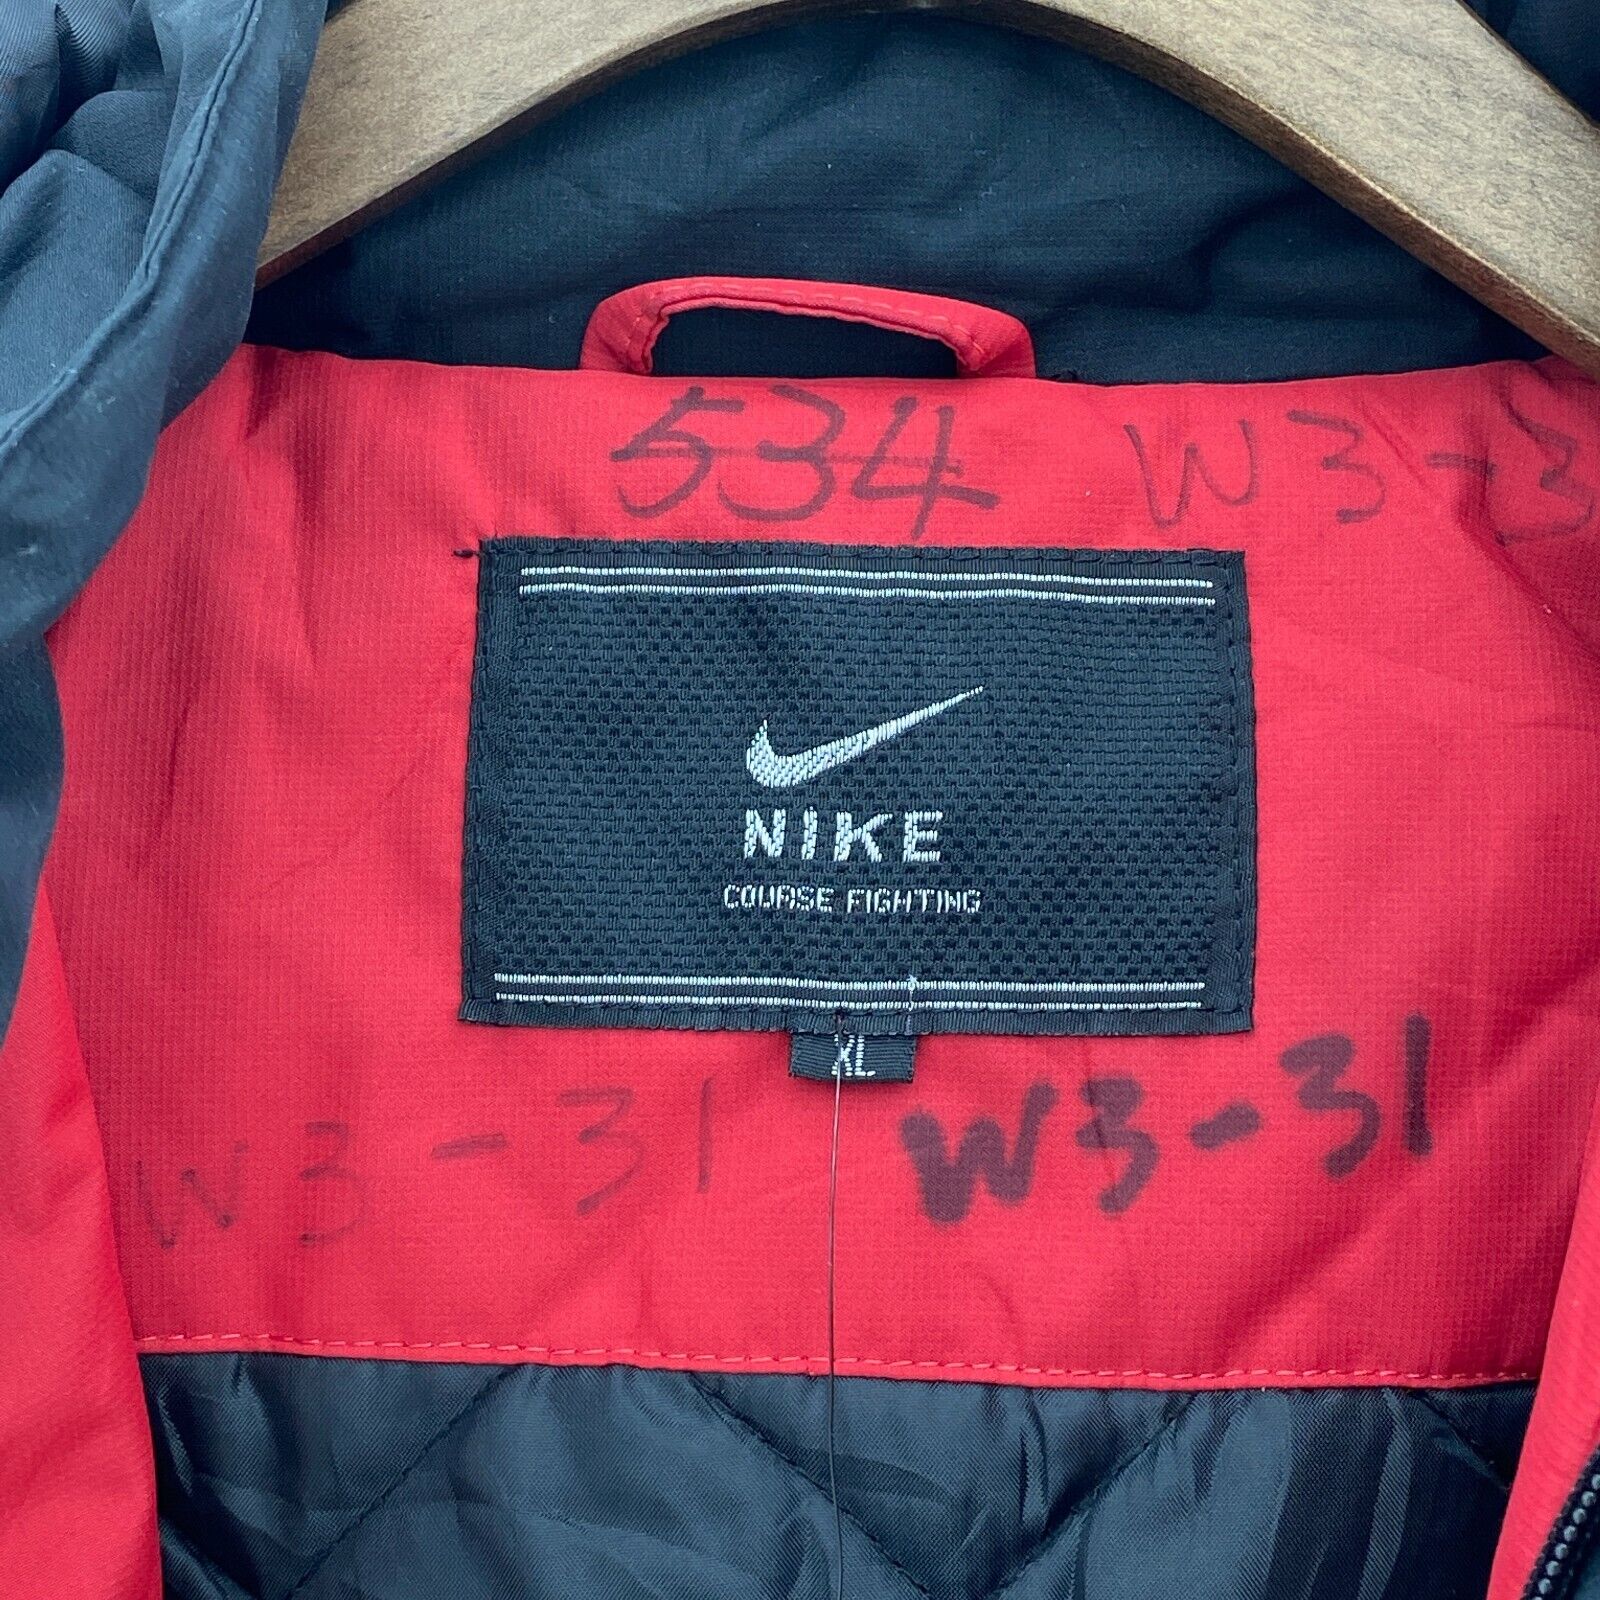 534 W3-3
NIKE
COURSE FIGHTING
XL
W3-31 W3-31